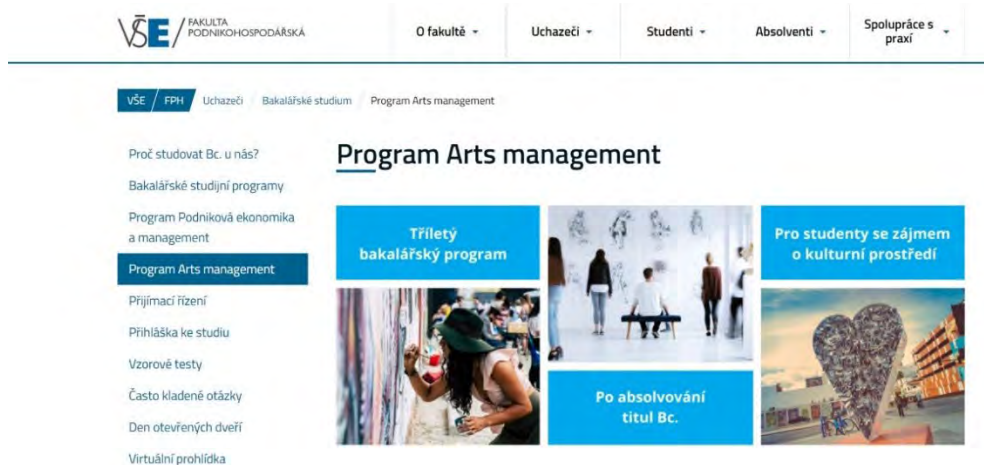 VŠE
FAKULTA
PODNIKOHOSPODÁŘSKÁ
O fakultě
Uchazeči
Studenti
Absolventi
Spolupráce s
praxí
VŠE / FPH / Uchazeči / Bakalářské studium / Program Arts management
Proč studovat Bc. u nás?
Bakalářské studijní programy
Program Podniková ekonomika
a management
Program Arts management
Přijímací řízení
Přihláška ke studiu
Vzorové testy
Často kladené otázky
Den otevřených dveří
Virtuální prohlídka
Program Arts management
Tříletý
bakalářský program
Pro studenty se zájmem
o kulturní prostředí
Po absolvování
titul Bc.